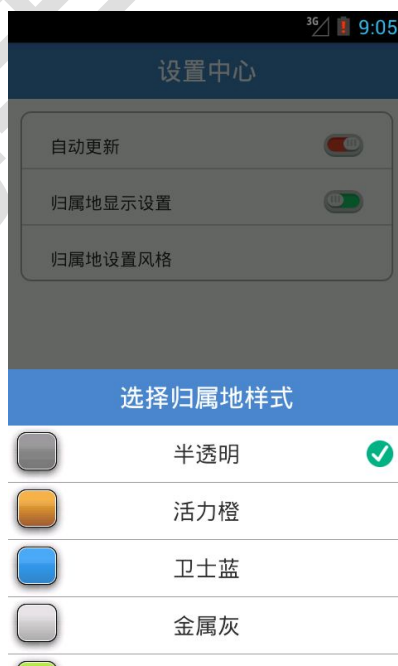 3G 9:05
设置中心
自动更新
归属地显示设置
归属地设置风格
选择归属地样式
半透明
活力橙
卫士蓝
金属灰